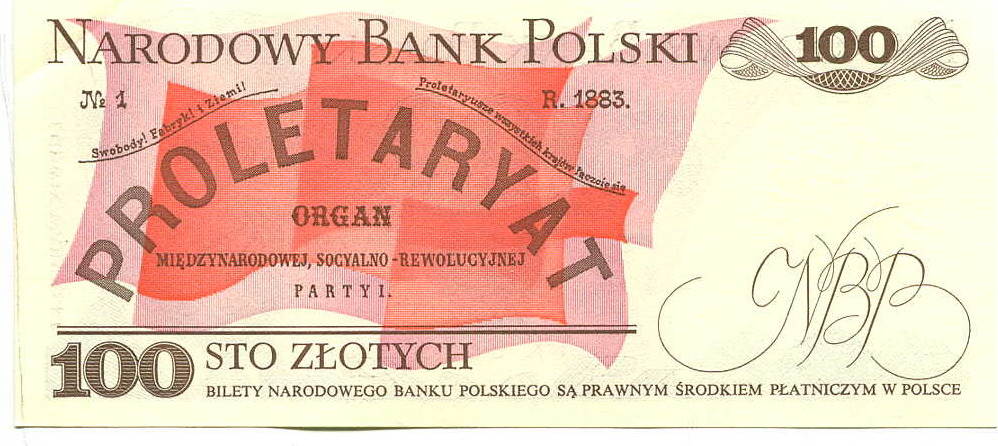 NARODOWY BANK POLSKI
100
№ 1
R. 1883.
Swobody! Fabryk! i Ziemi!
Proletaryusze wszystkich krajów łączcie się
PROLETARYAT
ORGAN
MIĘDZYNARODOWEJ, SOCYALNO-REWOLUCYJNEJ
PARTYI.
NBP
100 STO ZŁOTYCH
BILETY NARODOWEGO BANKU POLSKIEGO SĄ PRAWNYM ŚRODKIEM PŁATNICZYM W POLSCE